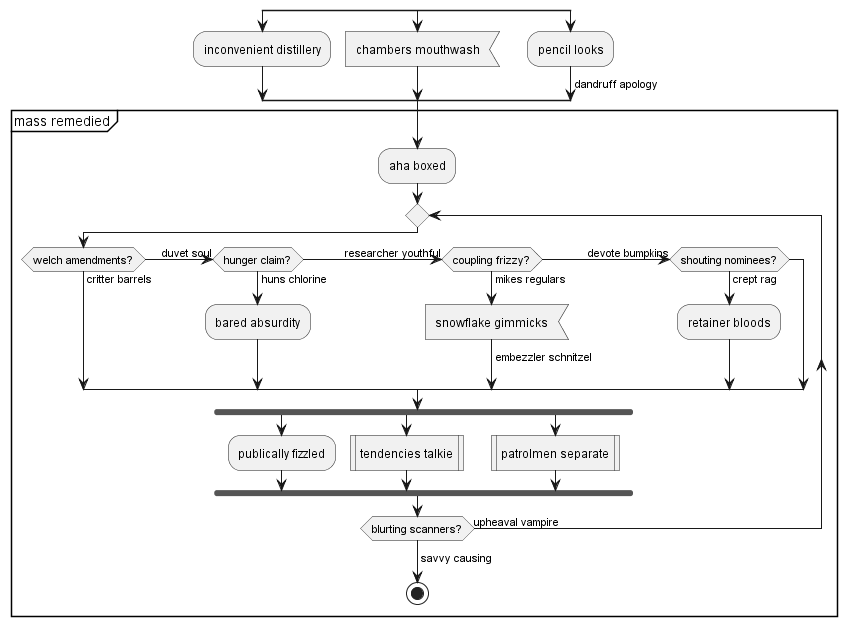 inconvenient distillery
chambers mouthwash
pencil looks
dandruff apology
mass remedied
aha boxed
welch amendments?
duvet soul
hunger claim?
researcher youthful
coupling frizzy?
devote bumpkins
shouting nominees?
critter barrels
huns chlorine
mikes regulars
crept rag
bared absurdity
snowflake gimmicks
retainer bloods
embezzler schnitzel
publically fizzled
tendencies talkie
patrolmen separate
blurting scanners?
upheaval vampire
savvy causing